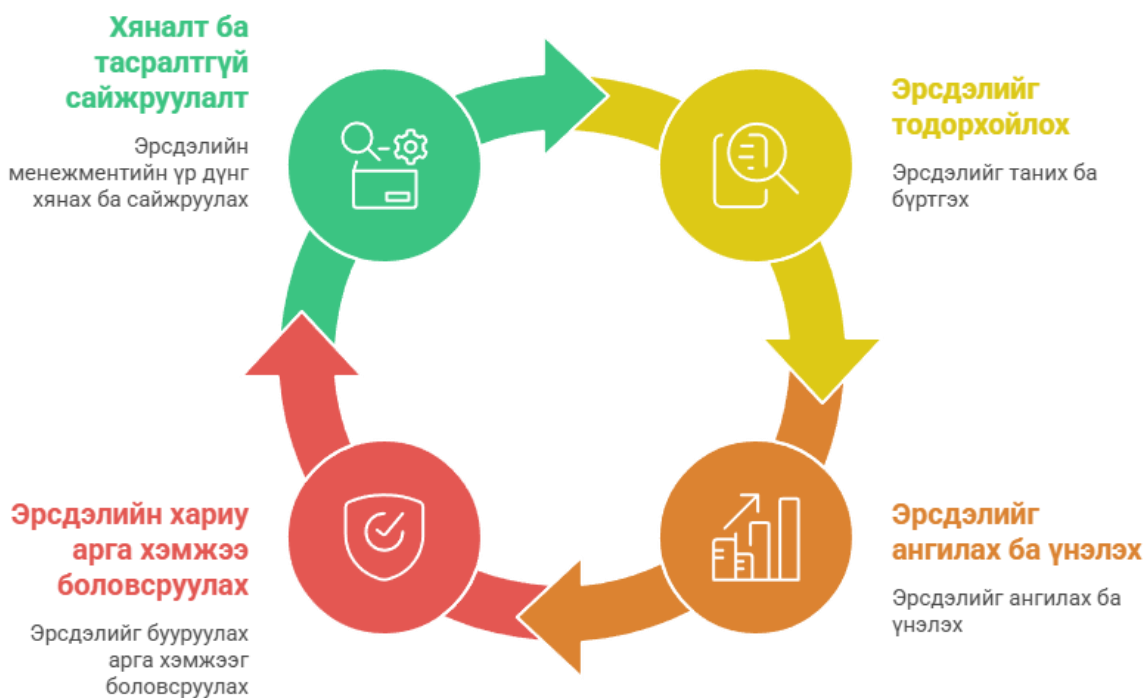 Хяналт ба
тасралтгүй
сайжруулалт
Эрсдэлийн
менежментийн үр дүнг
хянах ба сайжруулах
Эрсдэлийг
тодорхойлох
Эрсдэлийг таних ба
бүртгэх
Эрсдэлийн хариу
арга хэмжээ
боловсруулах
Эрсдэлийг бууруулах
арга хэмжээг
боловсруулах
Эрсдэлийг
ангилах ба үнэлэх
Эрсдэлийг ангилах ба
үнэлэх